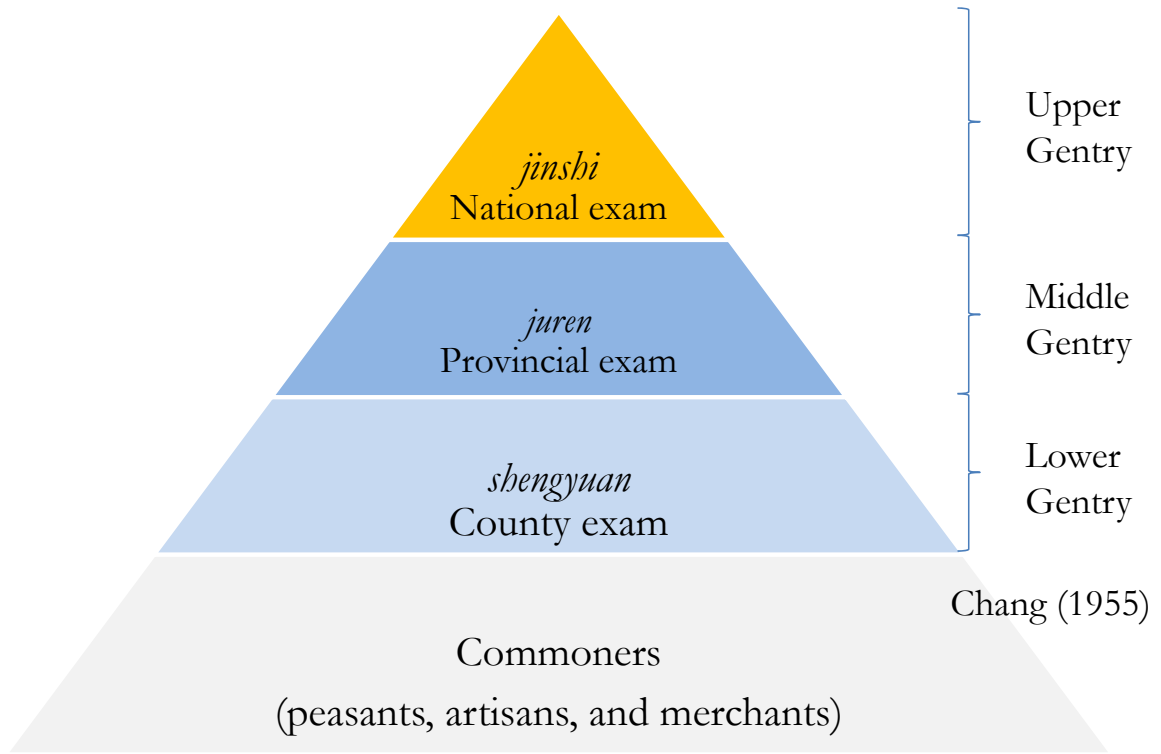 jinshi
National exam
Upper
Gentry
juren
Provincial exam
Middle
Gentry
shengyuan
County exam
Lower
Gentry
Chang (1955)
Commoners
(peasants, artisans, and merchants)